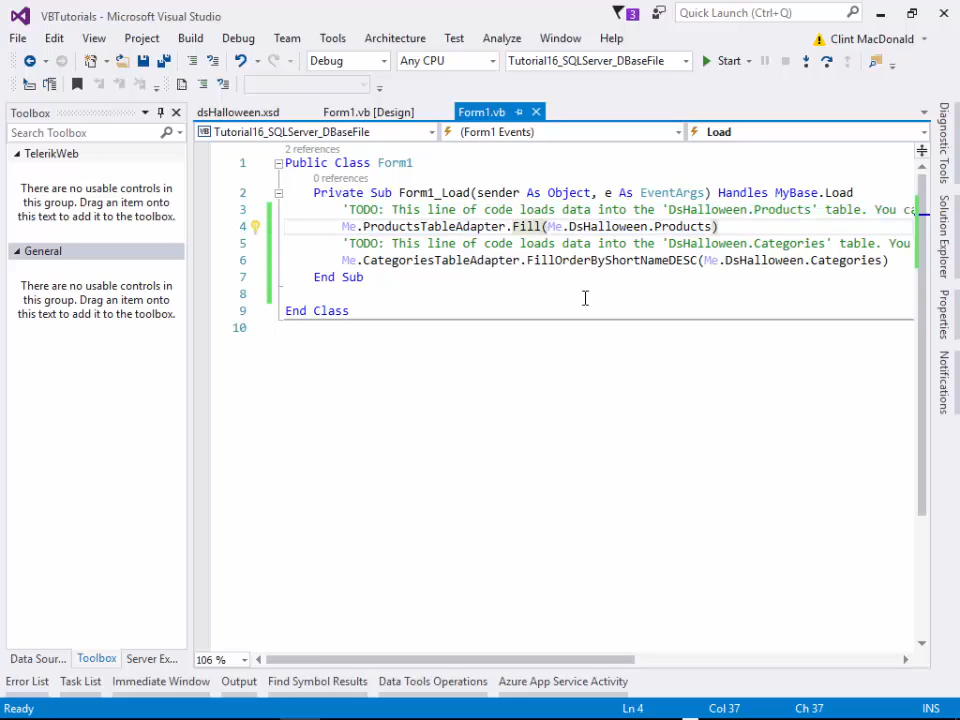 VBTutorials - Microsoft Visual Studio
3
Quick Launch (Ctrl+Q)
File Edit View Project Build Debug Team Tools Architecture Test Analyze Window Help
Clint MacDonald
Debug
Any CPU
Tutorial16_SQLServer_DBaseFile
Start
Toolbox
dsHalloween.xsd
Form1.vb [Design]
Form1.vb
Search Toolbox
VB Tutorial16_SQLServer_DBaseFile
(Form1 Events)
Load
TelerikWeb
There are no usable controls in
this group. Drag an item onto
this text to add it to the toolbox.
General
There are no usable controls in
this group. Drag an item onto
this text to add it to the toolbox.
2 references
1 Public Class Form1
0 references
2 Private Sub Form1_Load(sender As Object, e As EventArgs) Handles MyBase.Load
3 'TODO: This line of code loads data into the 'DsHalloween.Products' table. You
4 Me.ProductsTableAdapter.Fill(Me.DsHalloween.Products)
5 'TODO: This line of code loads data into the 'DsHalloween.Categories' table. You
6 Me.CategoriesTableAdapter.FillOrderByShortNameDESC(Me.DsHalloween.Categories)
7 End Sub
8
9 End Class
10
Diagnostic Tools
Solution Explorer
Properties
Notifications
Data Sour... Toolbox Server Ex...
106 %
Error List Task List Immediate Window Output Find Symbol Results Data Tools Operations Azure App Service Activity
Ready
Ln 4
Col 37
Ch 37
INS